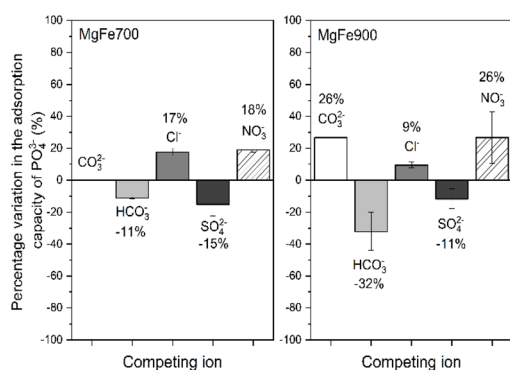 Percentage variation in the adsorption
capacity of PO₄³⁻ (%)
100
80
60
40
20
0
-20
-40
-60
-80
-100
MgFe700
CO₃²⁻
HCO₃⁻
-11%
17%
Cl⁻
SO₄²⁻
-15%
18%
NO₃⁻
Competing ion
100
80
60
40
20
0
-20
-40
-60
-80
-100
MgFe900
26%
CO₃²⁻
HCO₃⁻
-32%
9%
Cl⁻
SO₄²⁻
-11%
26%
NO₃⁻
Competing ion